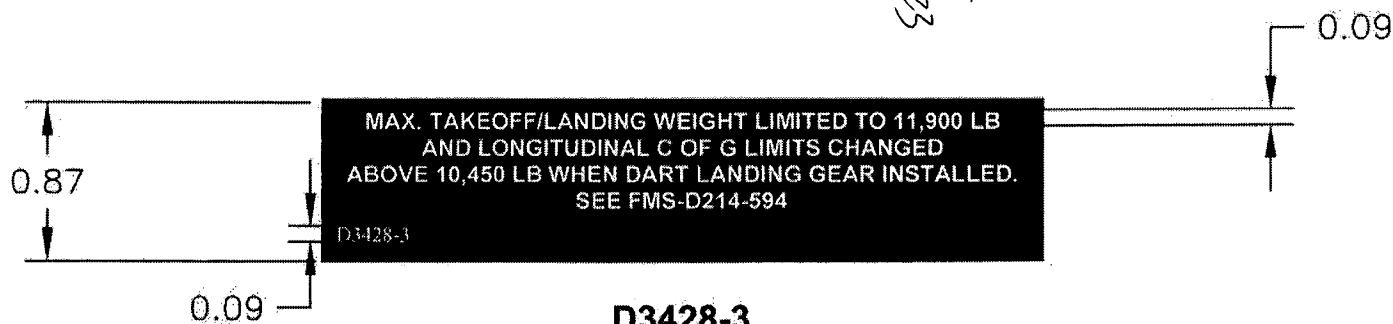 0.09
MAX. TAKEOFF/LANDING WEIGHT LIMITED TO 11,900 LB
AND LONGITUDINAL C OF G LIMITS CHANGED
ABOVE 10,450 LB WHEN DART LANDING GEAR INSTALLED.
SEE FMS-D214-594
0.87
D3428-3
0.09
D3428-3